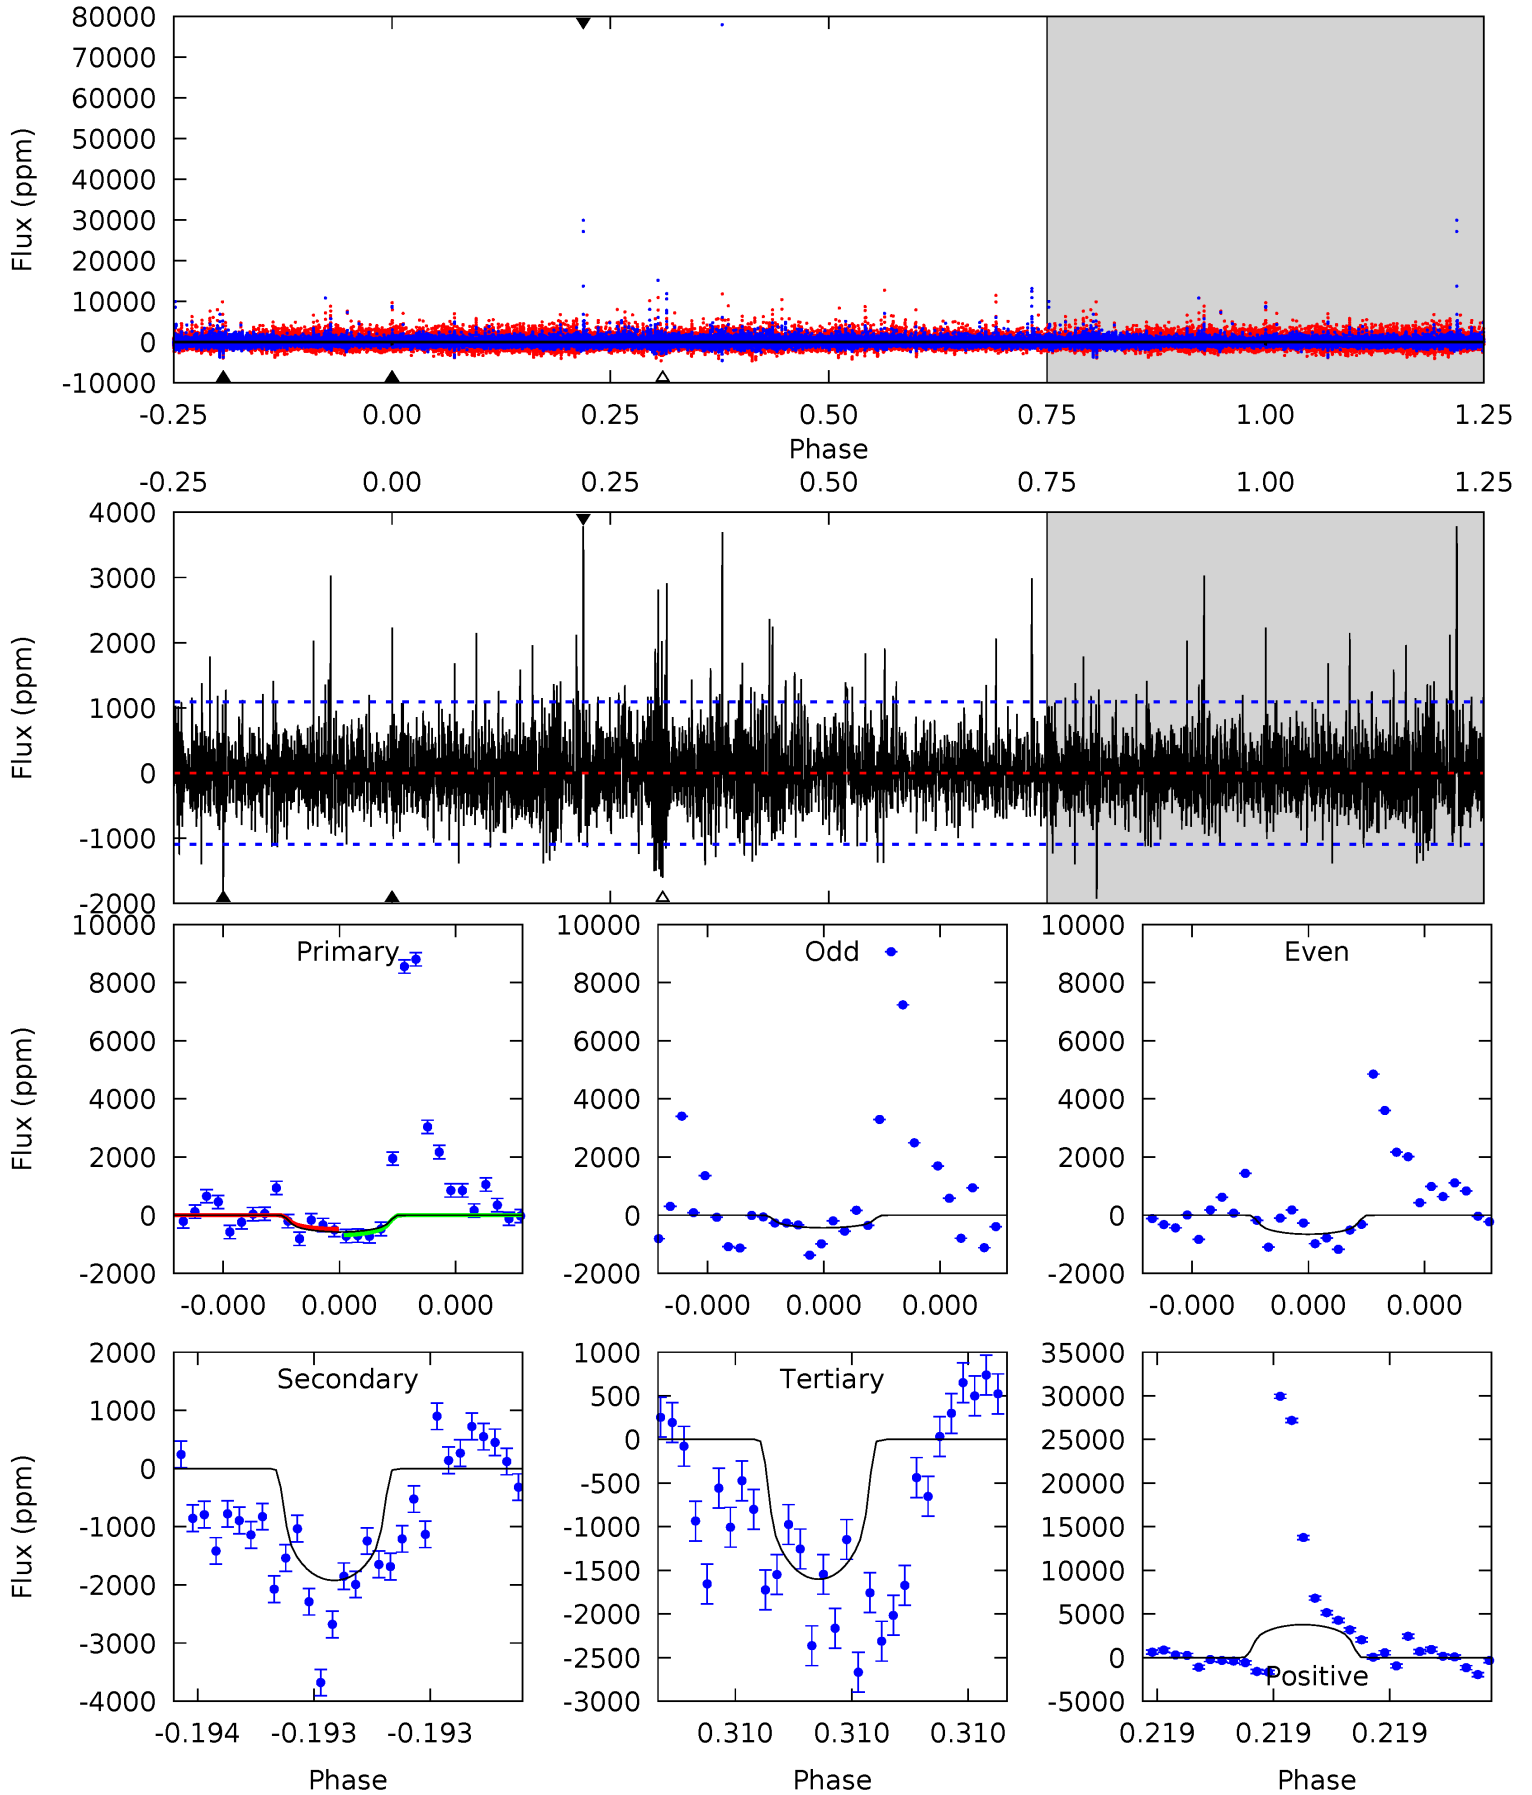 80000
70000
60000
50000
40000
30000
20000
10000
0
-10000
Flux (ppm)
-0.25 0.00 0.25 0.50 0.75 1.00 1.25
Phase
-0.25 0.00 0.25 0.50 0.75 1.00 1.25
4000
3000
2000
1000
0
-1000
-2000
Flux (ppm)
Primary
10000
8000
6000
4000
2000
0
-2000
Flux (ppm)
-0.000 0.000 0.000
Odd
10000
8000
6000
4000
2000
0
-2000
-0.000 0.000 0.000
Even
10000
8000
6000
4000
2000
0
-2000
-0.000 0.000 0.000
Secondary
2000
1000
0
-1000
-2000
-3000
-4000
Flux (ppm)
-0.194 -0.193 -0.193
Phase
Tertiary
1000
500
0
-500
-1000
-1500
-2000
-2500
-3000
0.310 0.310 0.310
Phase
Positive
35000
30000
25000
20000
15000
10000
5000
0
-5000
0.219 0.219 0.219
Phase